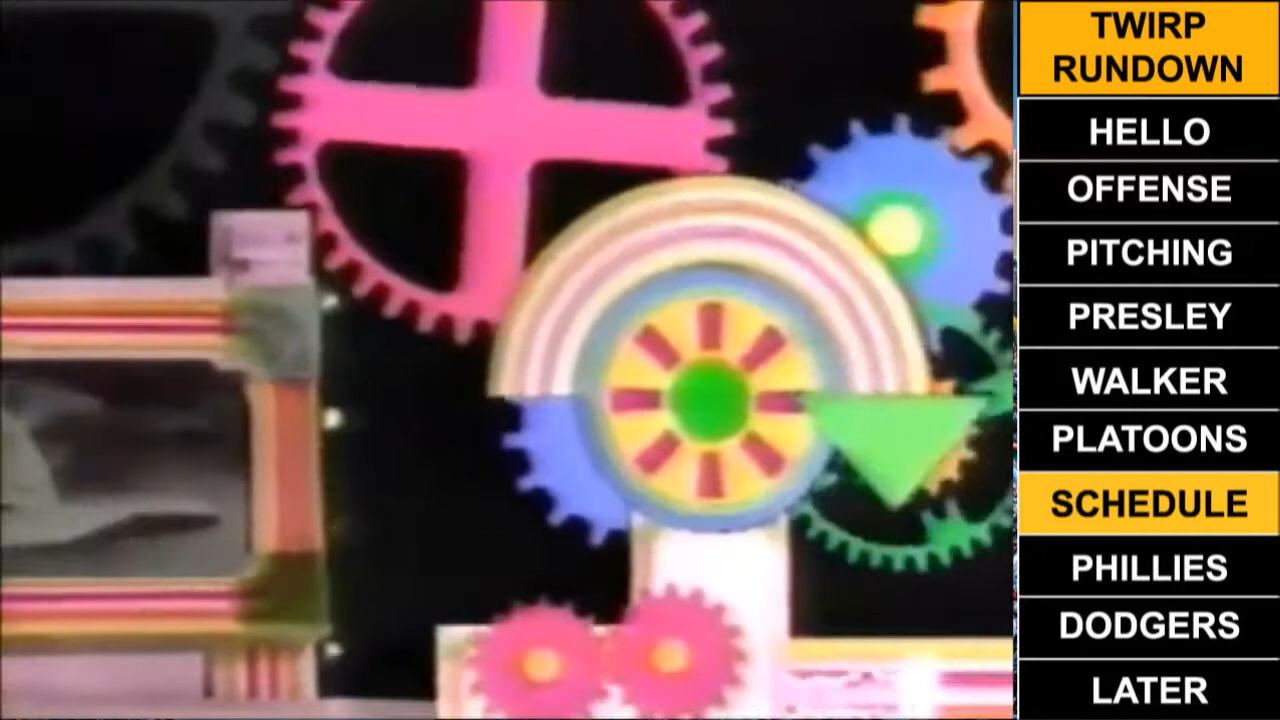 TWIRP
RUNDOWN
HELLO
OFFENSE
PITCHING
PRESLEY
WALKER
PLATOONS
SCHEDULE
PHILLIES
DODGERS
LATER